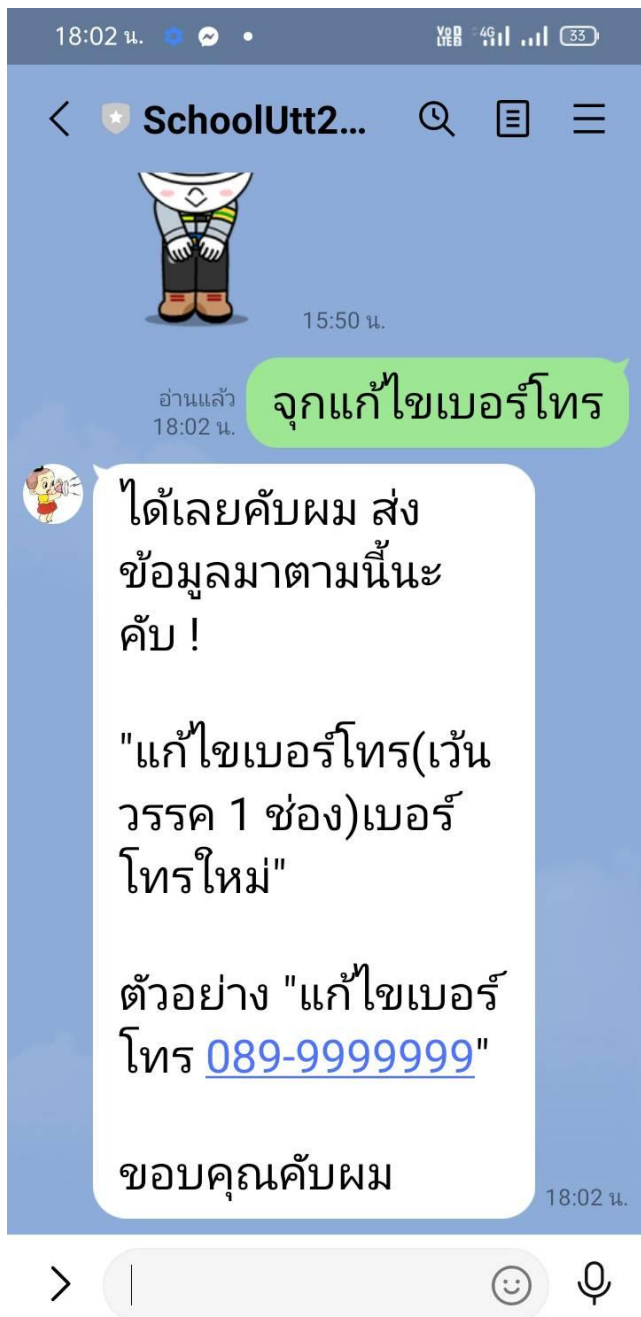 18:02 น.
VoD LTE 4G 33
SchoolUtt2...
15:50 น.
จุกแก้ไขเบอร์โทร
อ่านแล้ว
18:02 น.
ได้เลยคับผม ส่ง
ข้อมูลมาตามนี้นะ
คับ !
"แก้ไขเบอร์โทร(เว้น
วรรค 1 ช่อง)เบอร์
โทรใหม่"
ตัวอย่าง "แก้ไขเบอร์
โทร 089-9999999"
ขอบคุณคับผม
18:02 น.